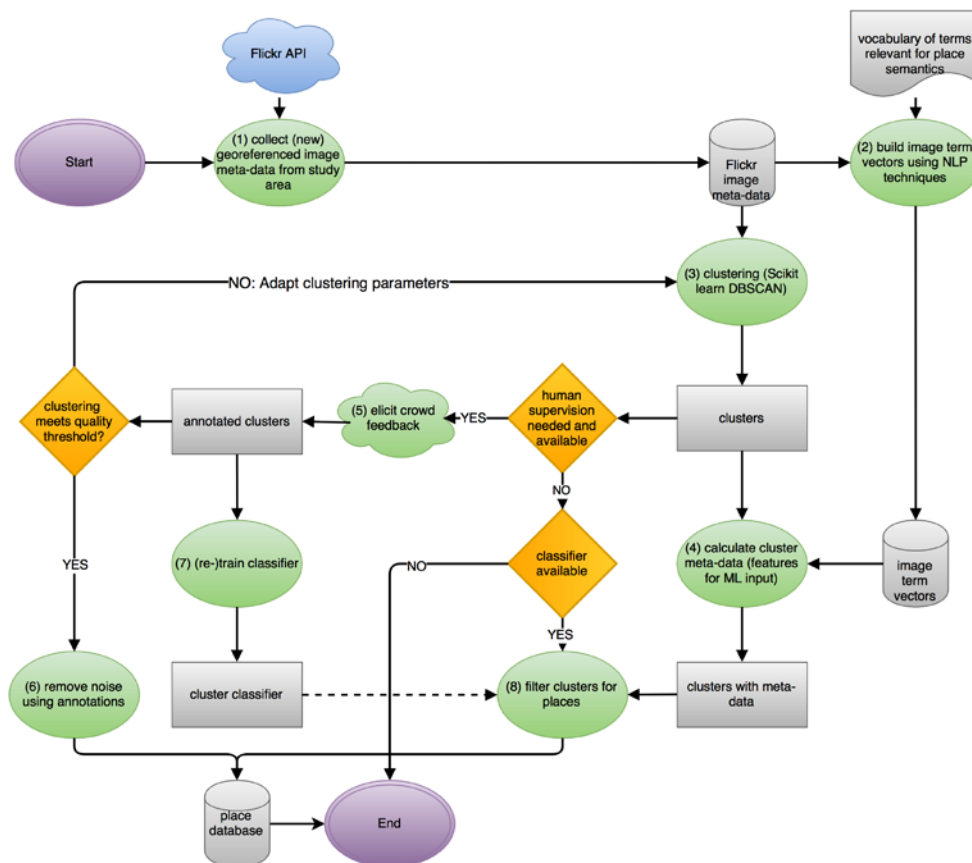 Flickr API
vocabulary of terms
relevant for place
semantics
Start
(1) collect (new)
georeferenced image
meta-data from study
area
Flickr
image
meta-data
(2) build image term
vectors using NLP
techniques
NO: Adapt clustering parameters
(3) clustering (Scikit
learn DBSCAN)
clustering
meets quality
threshold?
annotated clusters
(5) elicit crowd
feedback
YES
human
supervision
needed and
available
clusters
NO
YES
(7) (re-)train classifier
NO
classifier
available
(4) calculate cluster
meta-data (features
for ML input)
image
term
vectors
YES
(6) remove noise
using annotations
cluster classifier
(8) filter clusters for
places
clusters with meta-
data
place
database
End